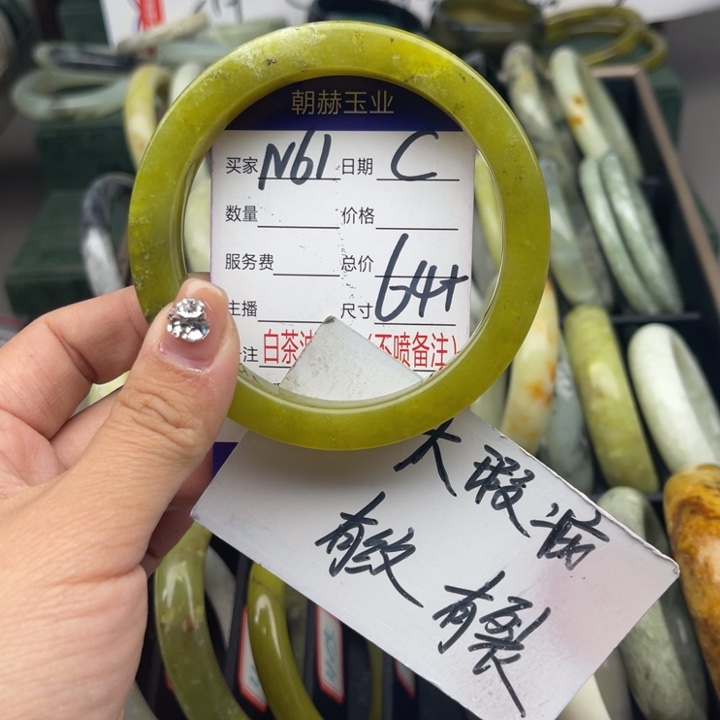 朝赫玉业
买家 N61 日期 C
数量 价格
服务费 总价
主播 尺寸 64+
注 白茶 (不喷备注)
大瑕疵
有纹
有裂